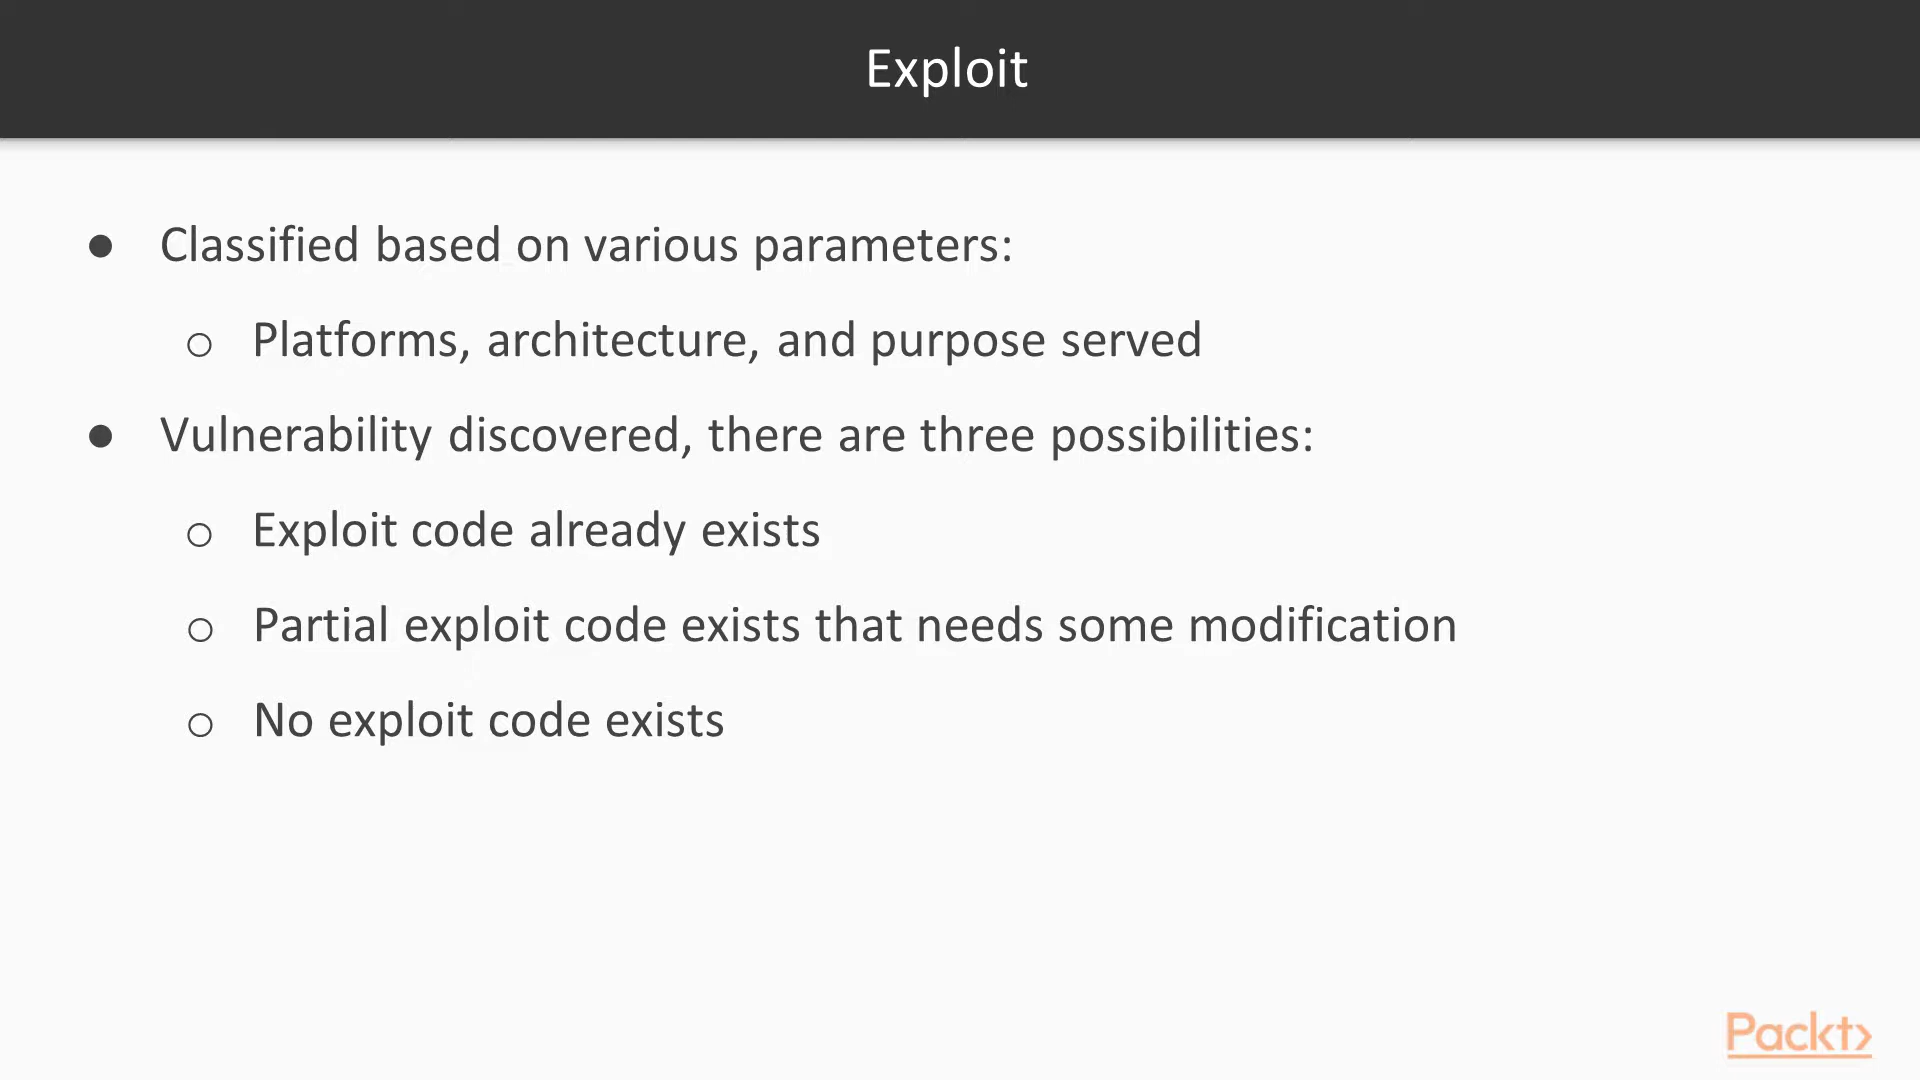 Exploit
● Classified based on various parameters:
○ Platforms, architecture, and purpose served
● Vulnerability discovered, there are three possibilities:
○ Exploit code already exists
○ Partial exploit code exists that needs some modification
○ No exploit code exists
Packt>